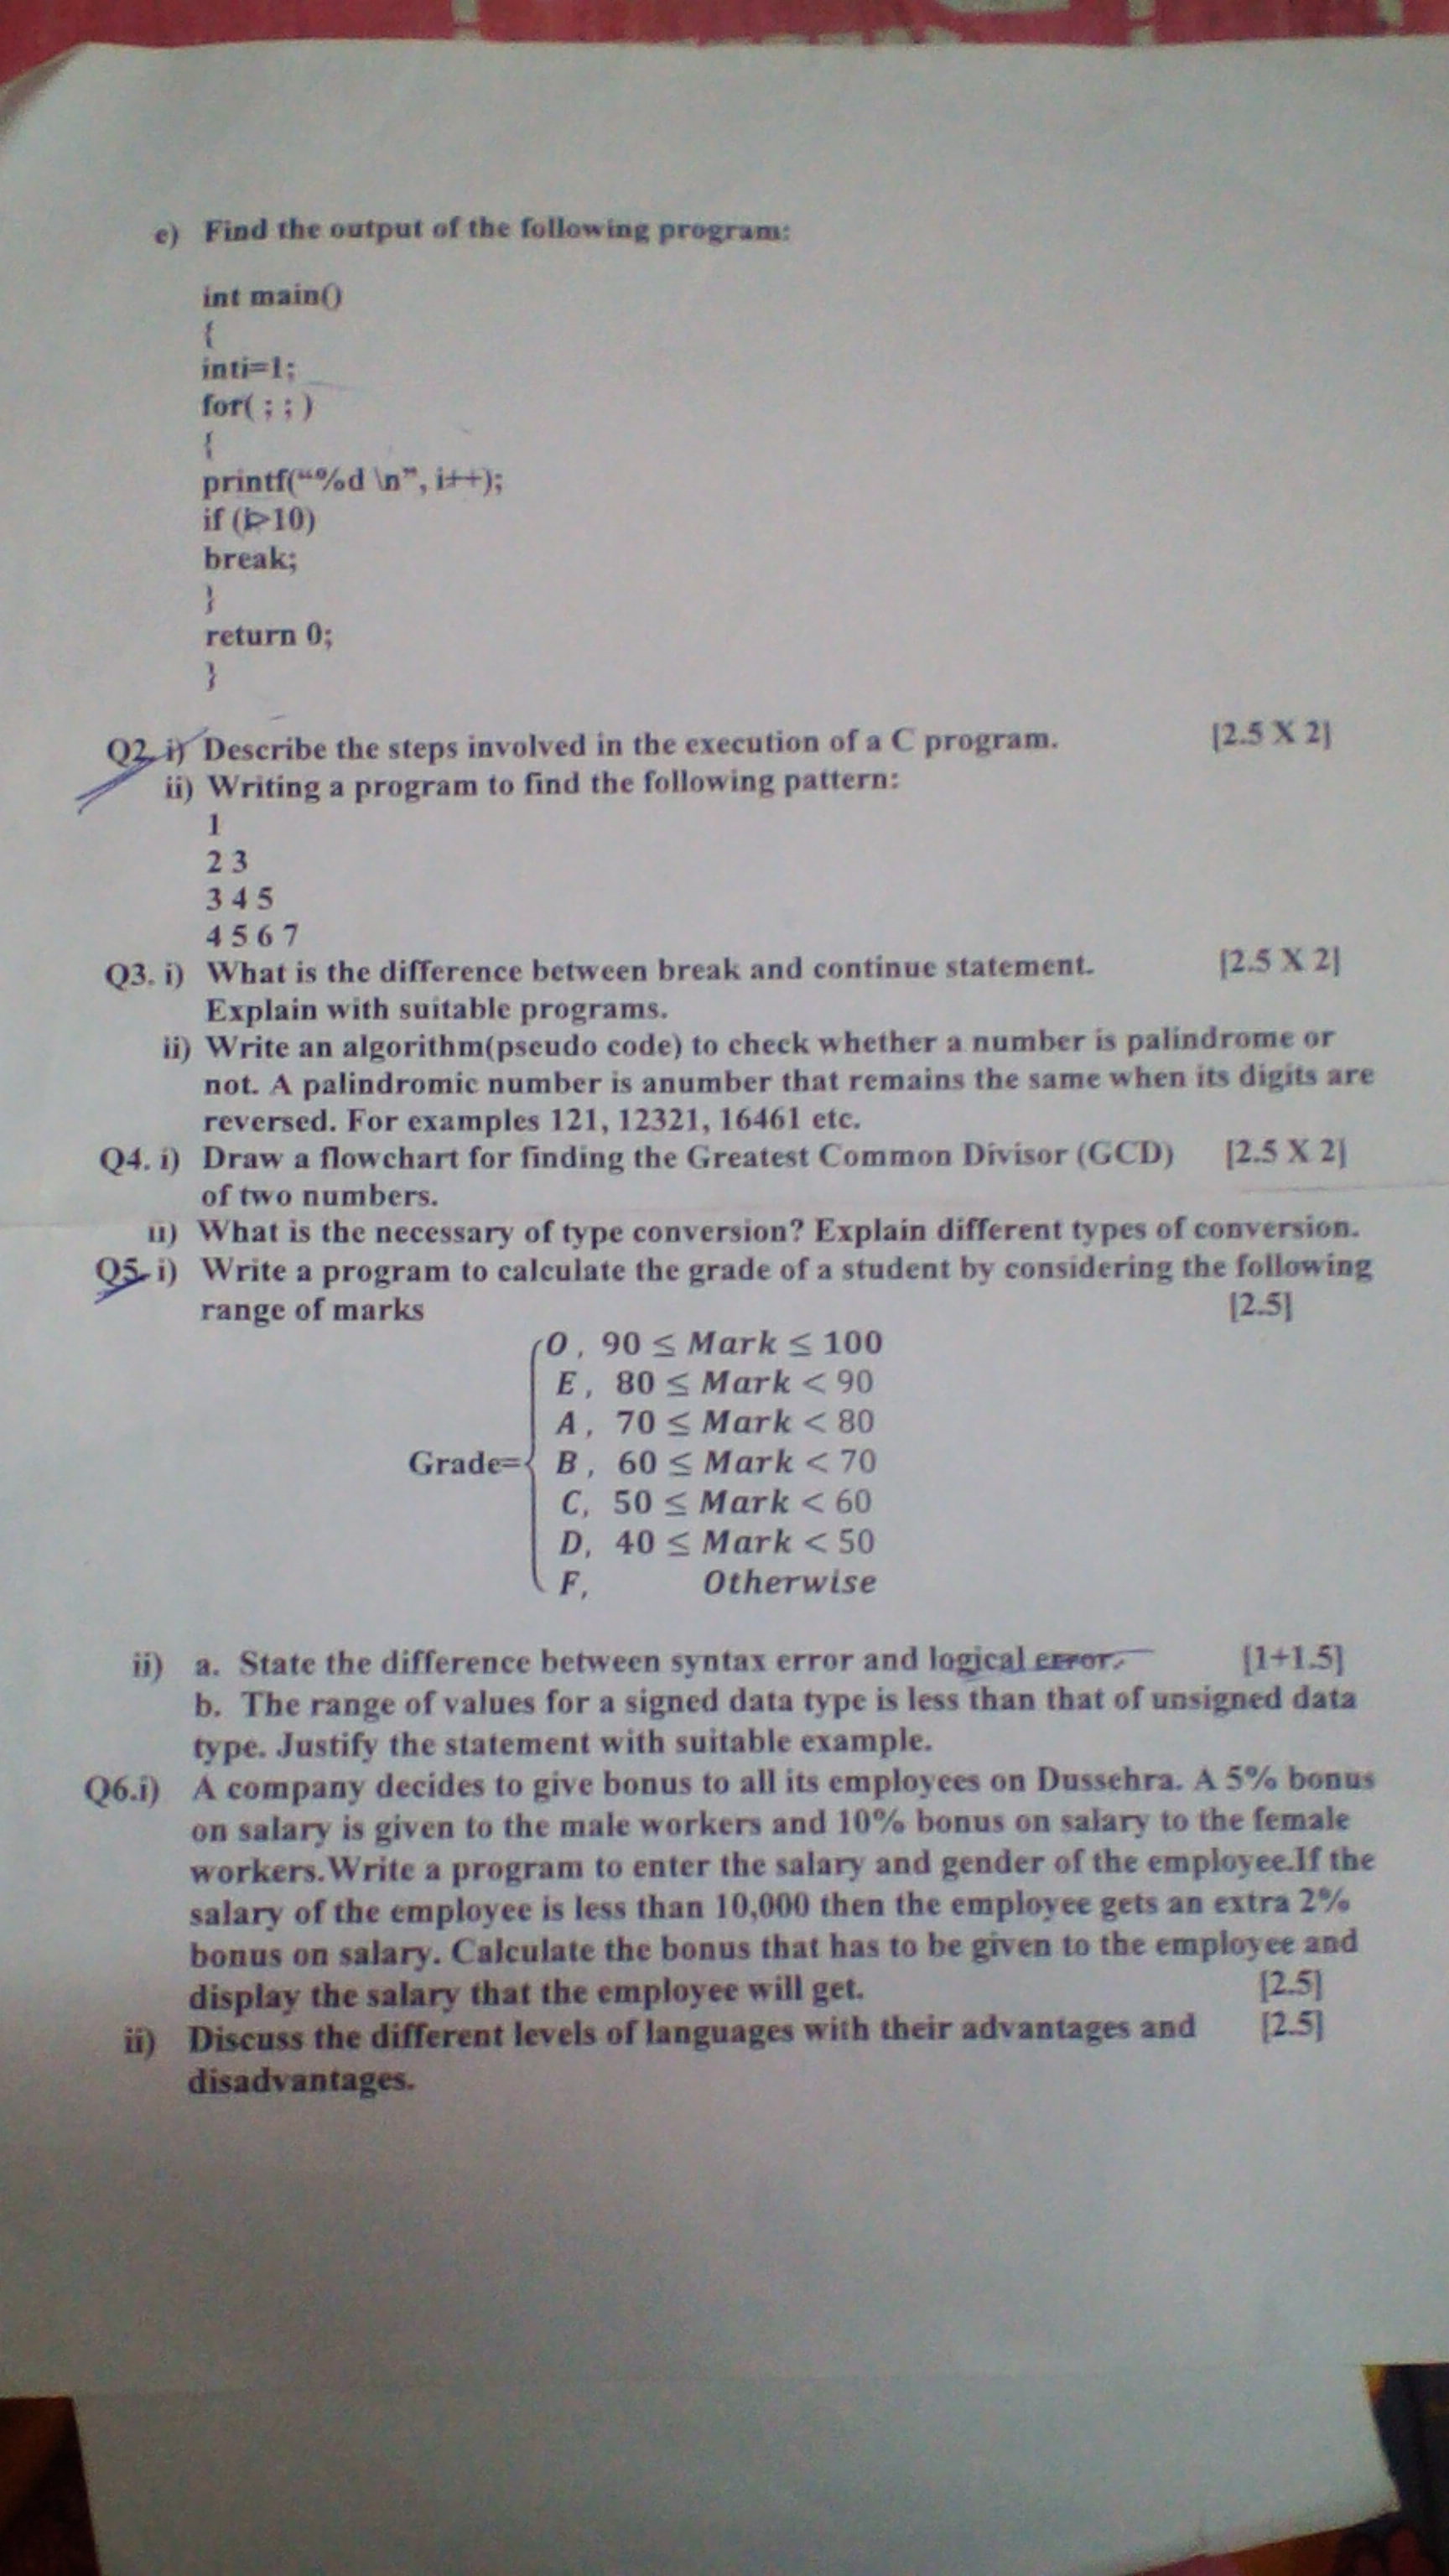 e) Find the output of the following program:
int main()
{
inti=1;
for( ; ; )
{
printf(“%d \n”, i++);
if (i>10)
break;
}
return 0;
}
Q2. i) Describe the steps involved in the execution of a C program. [2.5 X 2]
ii) Writing a program to find the following pattern:
1
2 3
3 4 5
4 5 6 7
Q3. i) What is the difference between break and continue statement. [2.5 X 2]
Explain with suitable programs.
ii) Write an algorithm(pseudo code) to check whether a number is palindrome or
not. A palindromic number is anumber that remains the same when its digits are
reversed. For examples 121, 12321, 16461 etc.
Q4. i) Draw a flowchart for finding the Greatest Common Divisor (GCD) [2.5 X 2]
of two numbers.
ii) What is the necessary of type conversion? Explain different types of conversion.
Q5. i) Write a program to calculate the grade of a student by considering the following
range of marks [2.5]
O, 90 ≤ Mark ≤ 100
E, 80 ≤ Mark < 90
A, 70 ≤ Mark < 80
Grade= B, 60 ≤ Mark < 70
C, 50 ≤ Mark < 60
D, 40 ≤ Mark < 50
F, Otherwise
ii) a. State the difference between syntax error and logical error. [1+1.5]
b. The range of values for a signed data type is less than that of unsigned data
type. Justify the statement with suitable example.
Q6.i) A company decides to give bonus to all its employees on Dussehra. A 5% bonus
on salary is given to the male workers and 10% bonus on salary to the female
workers.Write a program to enter the salary and gender of the employee.If the
salary of the employee is less than 10,000 then the employee gets an extra 2%
bonus on salary. Calculate the bonus that has to be given to the employee and
display the salary that the employee will get. [2.5]
ii) Discuss the different levels of languages with their advantages and [2.5]
disadvantages.